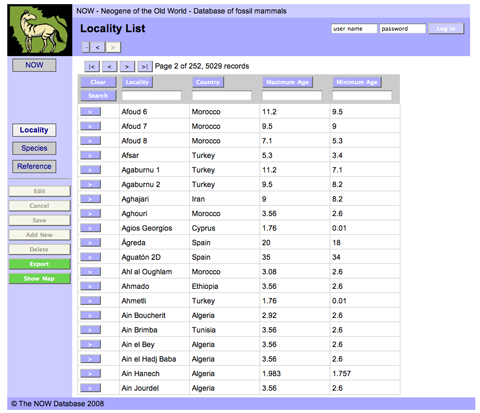 NOW - Neogene of the Old World - Database of fossil mammals
Locality List
user name password Log in
- < >
NOW
|< < > >| Page 2 of 252, 5029 records
Clear Locality Country Maximum Age Minimum Age
Search
> Afoud 6 Morocco 11.2 9.5
> Afoud 7 Morocco 9.5 9
> Afoud 8 Morocco 7.1 5.3
> Afsar Turkey 5.3 3.4
> Agaburnu 1 Turkey 11.2 7.1
> Agaburnu 2 Turkey 9.5 8.2
> Aghajari Iran 9 8.2
> Aghouri Morocco 3.56 2.6
> Agios Georgios Cyprus 1.76 0.01
> Ágreda Spain 20 18
> Aguatón 2D Spain 35 34
> Ahl al Oughlam Morocco 3.08 2.6
> Ahmado Ethiopia 3.56 2.6
> Ahmetli Turkey 1.76 0.01
> Ain Boucherit Algeria 2.92 2.6
> Ain Brimba Tunisia 3.56 2.6
> Ain el Bey Algeria 3.56 2.6
> Ain el Hadj Baba Algeria 3.56 2.6
> Ain Hanech Algeria 1.983 1.757
> Ain Jourdel Algeria 3.56 2.6
Locality
Species
Reference
Edit
Cancel
Save
Add New
Delete
Export
Show Map
© The NOW Database 2008